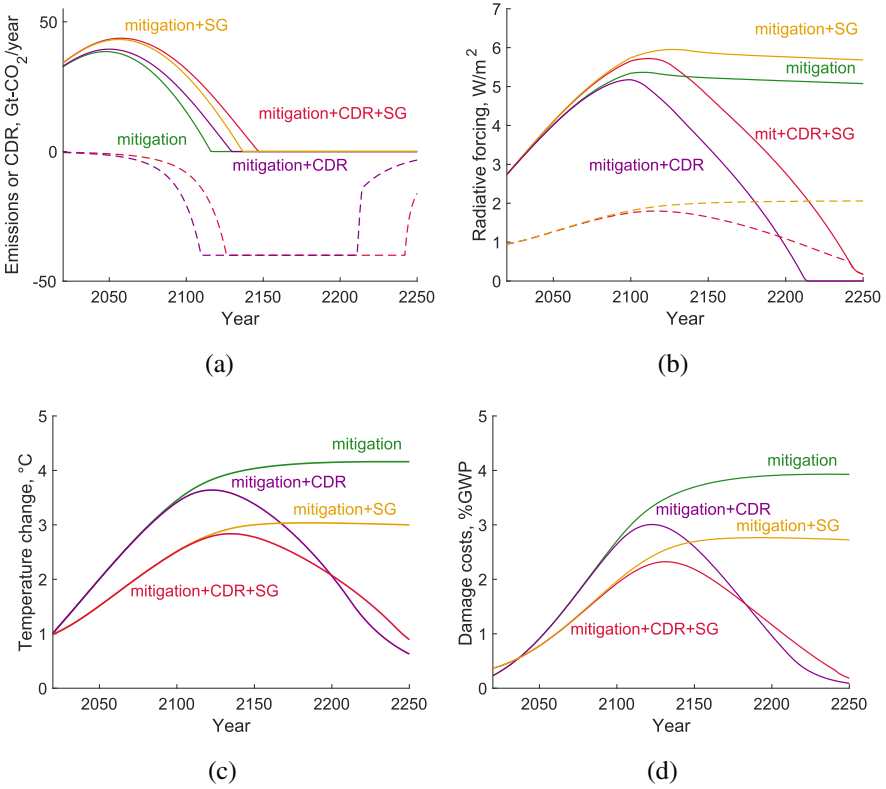 Emissions or CDR, Gt-CO2/year
50
0
-50
2050
2100
2150
2200
2250
Year
mitigation+SG
mitigation+CDR+SG
mitigation
mitigation+CDR
(a)
Radiative forcing, W/m2
7
6
5
4
3
2
1
0
2050
2100
2150
2200
2250
Year
mitigation+SG
mitigation
mit+CDR+SG
mitigation+CDR
(b)
Temperature change, °C
5
4
3
2
1
0
2050
2100
2150
2200
2250
Year
mitigation
mitigation+CDR
mitigation+SG
mitigation+CDR+SG
(c)
Damage costs, %GWP
5
4
3
2
1
0
2050
2100
2150
2200
2250
Year
mitigation
mitigation+CDR
mitigation+SG
mitigation+CDR+SG
(d)